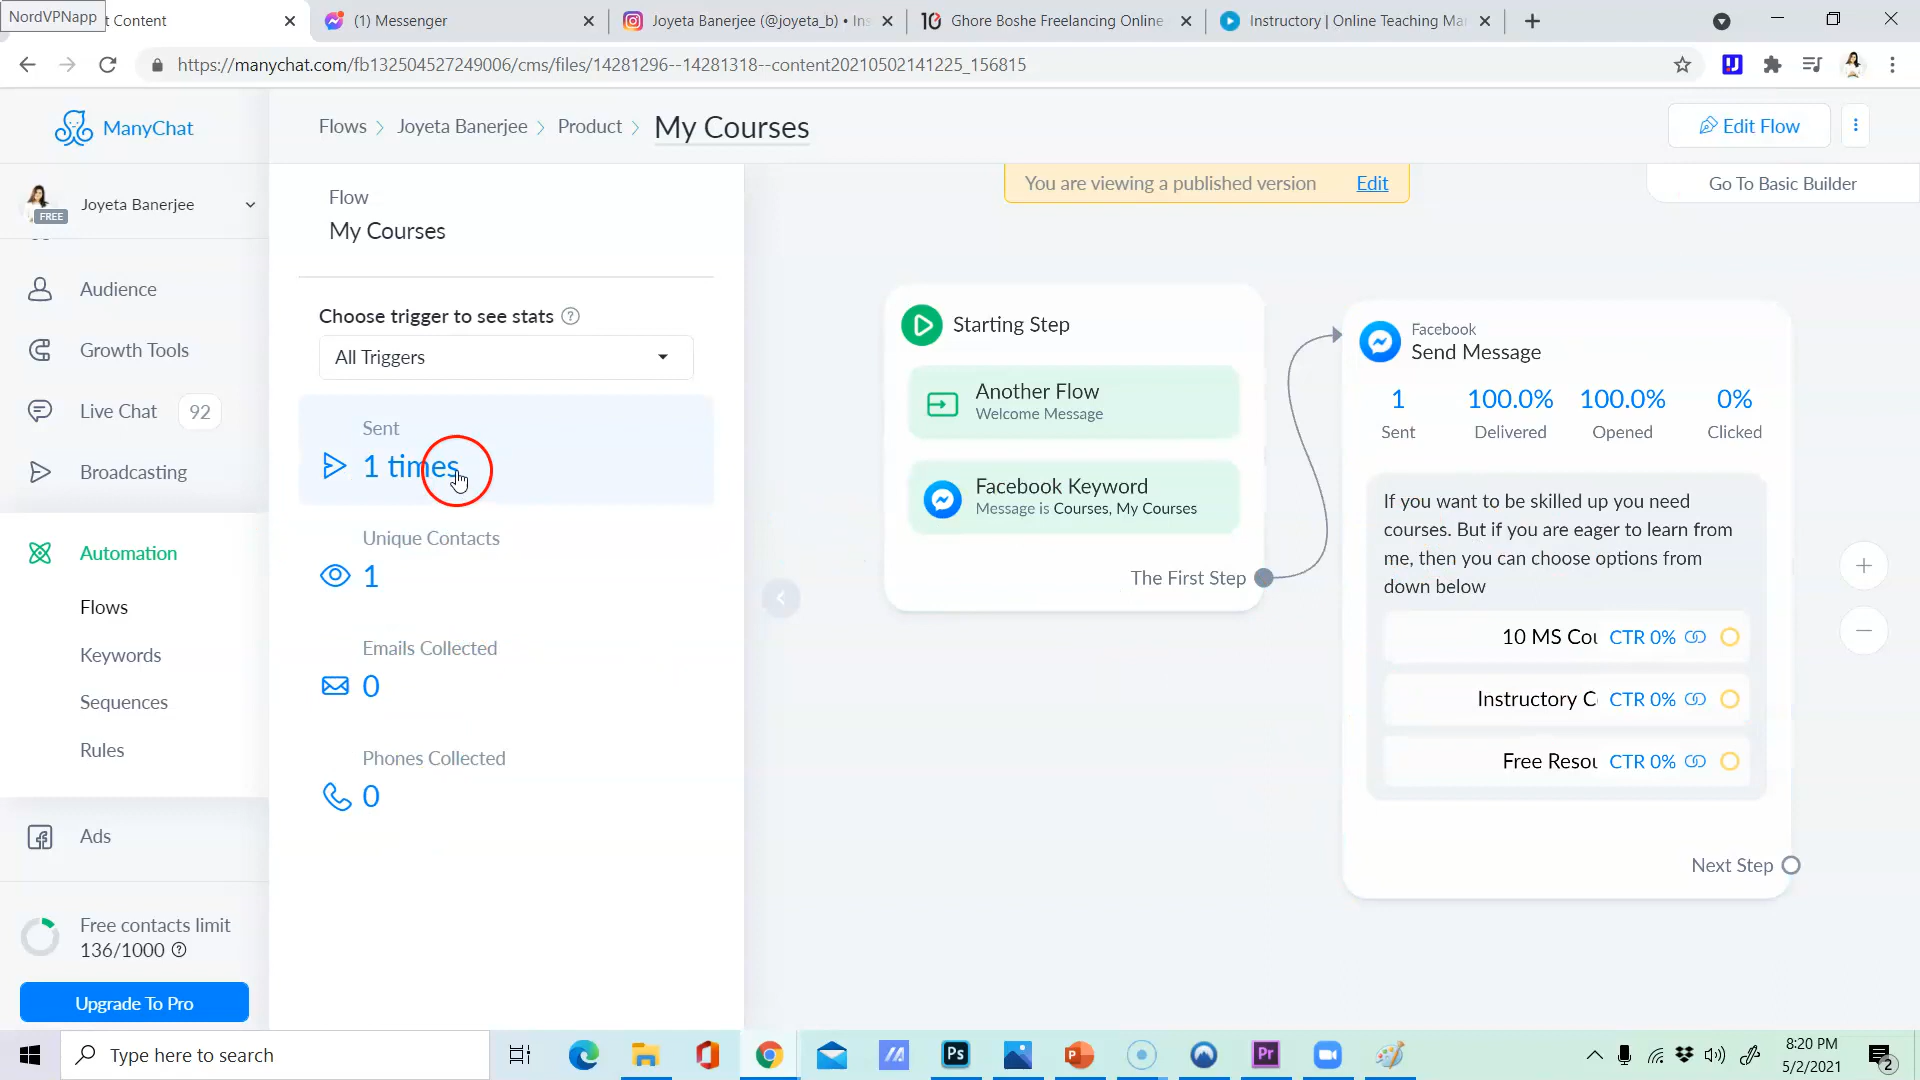 NordVPNapp
t Content
(1) Messenger
Joyeta Banerjee (@joyeta_b) • Ins
Ghore Boshe Freelancing Online
Instructory | Online Teaching Mar
https://manychat.com/fb132504527249006/cms/files/14281296--14281318--content20210502141225_156815
ManyChat
Flows
Joyeta Banerjee
Product
My Courses
Edit Flow
Joyeta Banerjee
FREE
Flow
My Courses
You are viewing a published version
Edit
Go To Basic Builder
Audience
Growth Tools
Live Chat
92
Broadcasting
Automation
Flows
Keywords
Sequences
Rules
Ads
Free contacts limit
136/1000
Upgrade To Pro
Choose trigger to see stats
All Triggers
Sent
1 times
Unique Contacts
1
Emails Collected
0
Phones Collected
0
Starting Step
Another Flow
Welcome Message
Facebook Keyword
Message is Courses, My Courses
The First Step
Facebook
Send Message
1
100.0%
100.0%
0%
Sent
Delivered
Opened
Clicked
If you want to be skilled up you need
courses. But if you are eager to learn from
me, then you can choose options from
down below
10 MS Cou
CTR 0%
Instructory C
CTR 0%
Free Resou
CTR 0%
Next Step
Type here to search
Ps
Pr
8:20 PM
5/2/2021
2